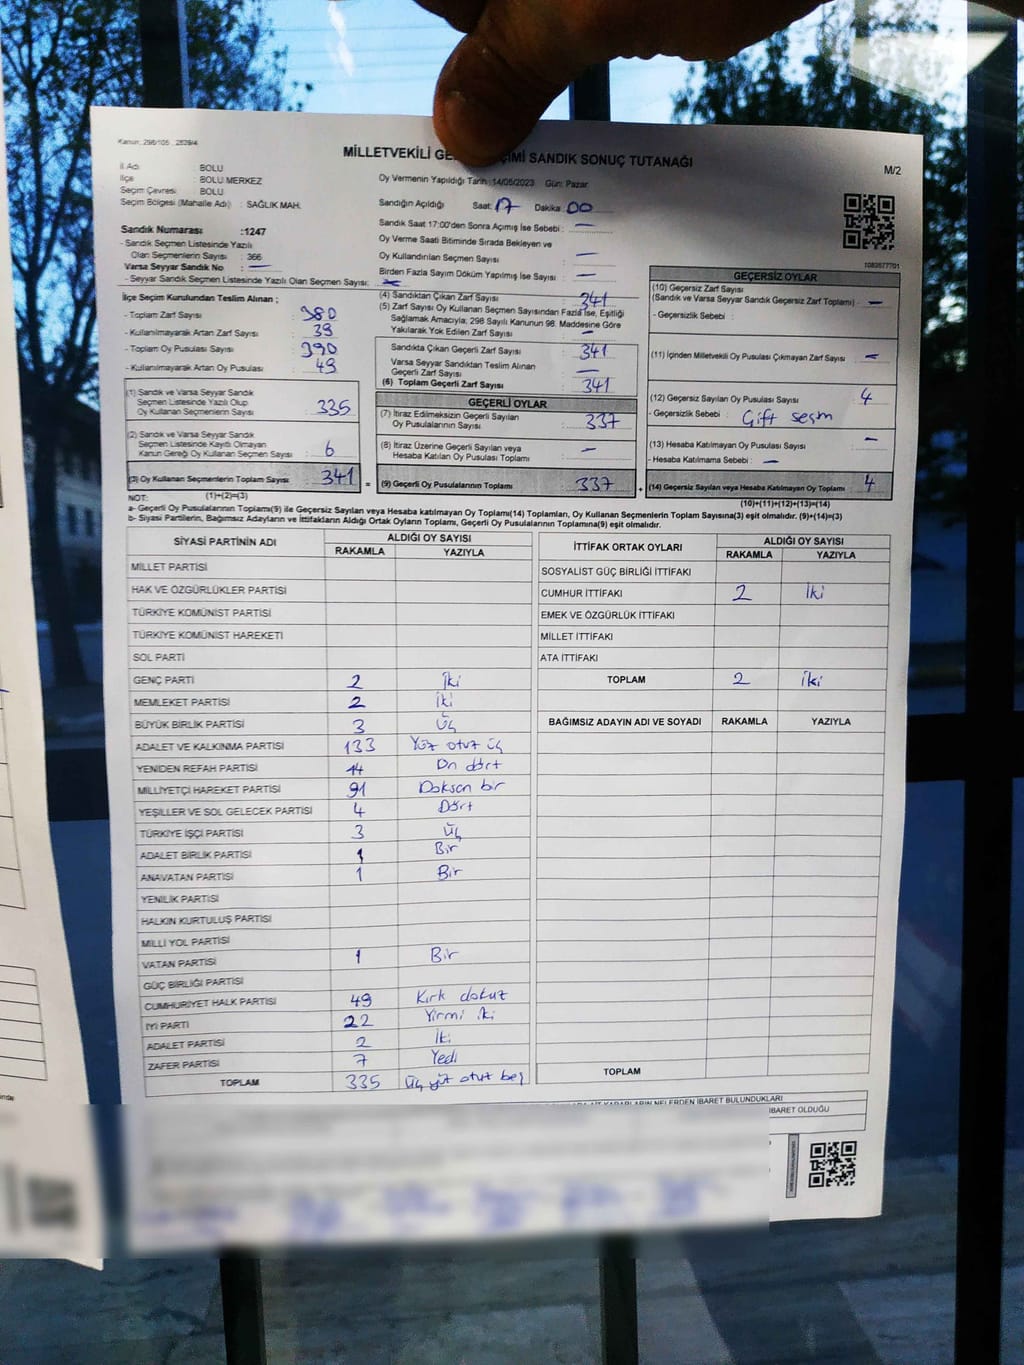 Kanun: 298/105 , 2839/4
MİLLETVEKİLİ SANDIK SONUÇ TUTANAĞI
M/2
İl Adı : BOLU
İlçe : BOLU MERKEZ
Seçim Çevresi : BOLU
Seçim Bölgesi (Mahalle Adı) : SAĞLIK MAH.
Oy Vermenin Yapıldığı Tarih :14/05/2023 Gün: Pazar
Sandığın Açıldığı Saat: 17 Dakika: 00
Sandık Saat 17:00'den Sonra Açımış İse Sebebi : —
Oy Verme Saati Bitiminde Sırada Bekleyen ve
Oy Kullandırılan Seçmen Sayısı : —
Birden Fazla Sayım Döküm Yapılmış İse Sayısı : —
Sandık Numarası :1247
- Sandık Seçmen Listesinde Yazılı
Olan Seçmenlerin Sayısı : 366
Varsa Seyyar Sandık No : —
- Seyyar Sandık Seçmen Listesinde Yazılı Olan Seçmen Sayısı: —
İlçe Seçim Kurulundan Teslim Alınan ;
- Toplam Zarf Sayısı : 380
- Kullanılmayarak Artan Zarf Sayısı : 39
- Toplam Oy Pusulası Sayısı : 390
- Kullanılmayarak Artan Oy Pusulası : 49
(1) Sandık ve Varsa Seyyar Sandık
Seçmen Listesinde Yazılı Olup
Oy Kullanan Seçmenlerin Sayısı : 335
(2) Sandık ve Varsa Seyyar Sandık
Seçmen Listesinde Kayıtlı Olmayan
Kanun Gereği Oy Kullanan Seçmen Sayısı : 6
(3) Oy Kullanan Seçmenlerin Toplam Sayısı : 341 =
(1)+(2)=(3)
(4) Sandıktan Çıkan Zarf Sayısı : 341
(5) Zarf Sayısı Oy Kullanan Seçmen Sayısından Fazla İse, Eşitliği
Sağlamak Amacıyla; 298 Sayılı Kanunun 98. Maddesine Göre
Yakılarak Yok Edilen Zarf Sayısı : —
Sandıkta Çıkan Geçerli Zarf Sayısı : 341
Varsa Seyyar Sandıktan Teslim Alınan
Geçerli Zarf Sayısı : —
(6) Toplam Geçerli Zarf Sayısı : 341
GEÇERLİ OYLAR
(7) İtiraz Edilmeksizin Geçerli Sayılan
Oy Pusulalarının Sayısı : 337
(8) İtiraz Üzerine Geçerli Sayılan veya
Hesaba Katılan Oy Pusulası Toplamı : —
(9) Geçerli Oy Pusulalarının Toplamı : 337 +
1083577701
GEÇERSİZ OYLAR
(10) Geçersiz Zarf Sayısı
(Sandık ve Varsa Seyyar Sandık Geçersiz Zarf Toplamı) : —
- Geçersizlik Sebebi :
(11) İçinden Milletvekili Oy Pusulası Çıkmayan Zarf Sayısı : —
(12) Geçersiz Sayılan Oy Pusulası Sayısı : 4
- Geçersizlik Sebebi : Çift seçm
(13) Hesaba Katılmayan Oy Pusulası Sayısı : —
- Hesaba Katılmama Sebebi : —
(14) Geçersiz Sayılan veya Hesaba Katılmayan Oy Toplamı : 4
(10)+(11)+(12)+(13)=(14)
NOT:
a- Geçerli Oy Pusulalarının Toplamı(9) ile Geçersiz Sayılan veya Hesaba katılmayan Oy Toplamı(14) Toplamları, Oy Kullanan Seçmenlerin Toplam Sayısına(3) eşit olmalıdır. (9)+(14)=(3)
b- Siyasi Partilerin, Bağımsız Adayların ve İttifakların Aldığı Ortak Oyların Toplamı, Geçerli Oy Pusulalarının Toplamına(9) eşit olmalıdır.
SİYASİ PARTİNİN ADI ALDIĞI OY SAYISI
RAKAMLA YAZIYLA
MİLLET PARTİSİ
HAK VE ÖZGÜRLÜKLER PARTİSİ
TÜRKİYE KOMÜNİST PARTİSİ
TÜRKİYE KOMÜNİST HAREKETİ
SOL PARTİ
GENÇ PARTİ 2 İki
MEMLEKET PARTİSİ 2 İki
BÜYÜK BİRLİK PARTİSİ 3 Üç
ADALET VE KALKINMA PARTİSİ 133 Yüz otuz üç
YENİDEN REFAH PARTİSİ 14 On dört
MİLLİYETÇİ HAREKET PARTİSİ 91 Doksan bir
YEŞİLLER VE SOL GELECEK PARTİSİ 4 Dört
TÜRKİYE İŞÇİ PARTİSİ 3 Üç
ADALET BİRLİK PARTİSİ 1 Bir
ANAVATAN PARTİSİ 1 Bir
YENİLİK PARTİSİ
HALKIN KURTULUŞ PARTİSİ
MİLLİ YOL PARTİSİ
VATAN PARTİSİ 1 Bir
GÜÇ BİRLİĞİ PARTİSİ
CUMHURİYET HALK PARTİSİ 49 Kırk dokuz
İYİ PARTİ 22 Yirmi iki
ADALET PARTİSİ 2 İki
ZAFER PARTİSİ 7 Yedi
TOPLAM 335 Üç yüz otuz beş
İTTİFAK ORTAK OYLARI ALDIĞI OY SAYISI
RAKAMLA YAZIYLA
SOSYALİST GÜÇ BİRLİĞİ İTTİFAKI
CUMHUR İTTİFAKI 2 İki
EMEK VE ÖZGÜRLÜK İTTİFAKI
MİLLET İTTİFAKI
ATA İTTİFAKI
TOPLAM 2 İki
BAĞIMSIZ ADAYIN ADI VE SOYADI RAKAMLA YAZIYLA
TOPLAM
KARARLARIN NELERDEN İBARET BULUNDUKLARI
İBARET OLDUĞU